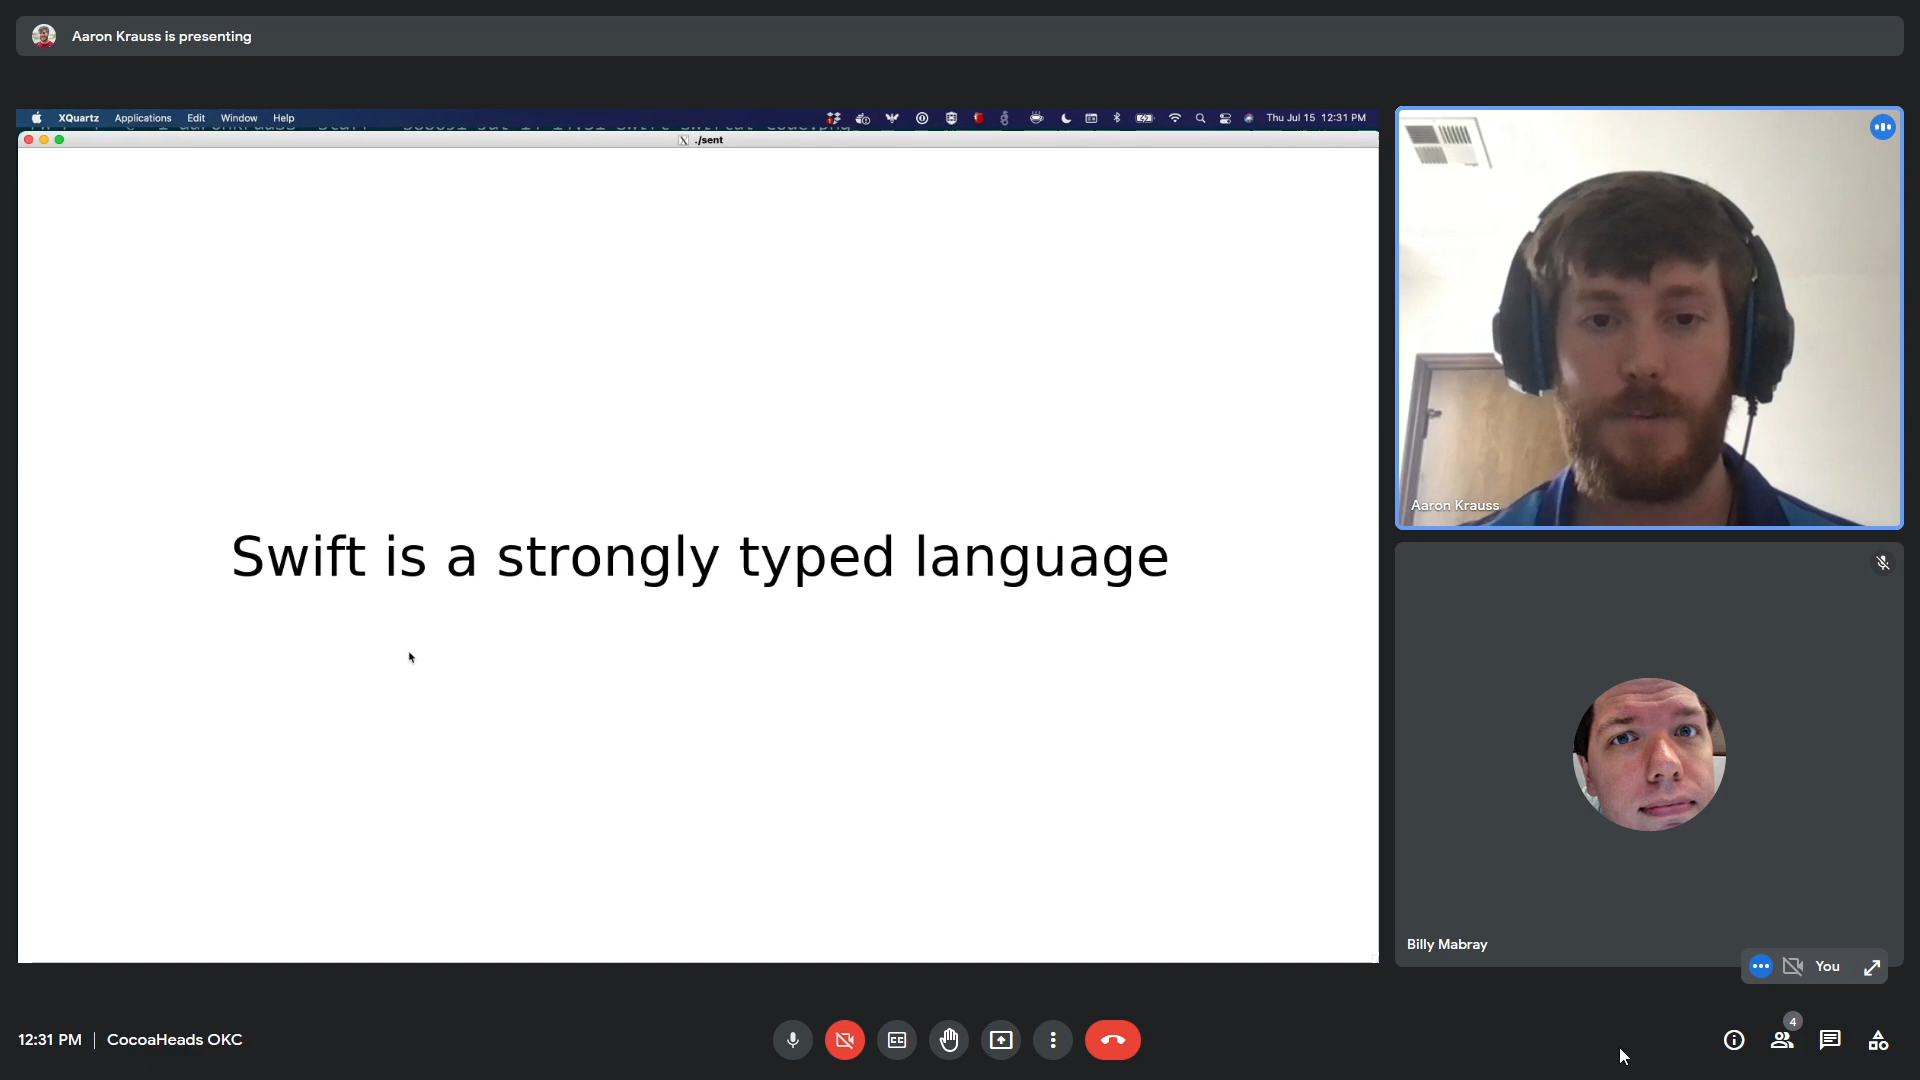 Aaron Krauss is presenting
XQuartz Applications Edit Window Help
Thu Jul 15 12:31 PM
./sent
Swift is a strongly typed language
Aaron Krauss
Billy Mabray
You
12:31 PM | CocoaHeads OKC
4